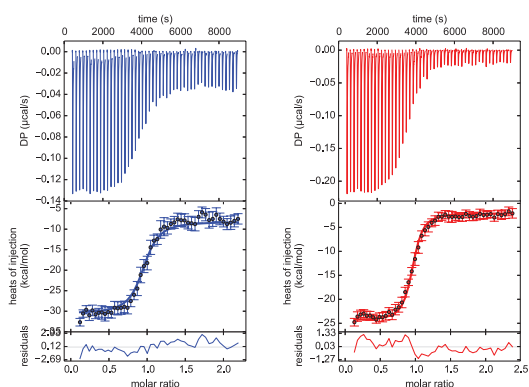 time (s)
0 2000 4000 6000 8000
0.00
−0.02
−0.04
−0.06
−0.08
−0.10
−0.12
−0.14
DP (μcal/s)
−5
−10
−15
−20
−25
−30
heats of injection
(kcal/mol)
0.12
−2.69
residuals
0.0 0.5 1.0 1.5 2.0
molar ratio
time (s)
0 2000 4000 6000 8000
0.00
−0.05
−0.10
−0.15
−0.20
DP (μcal/s)
0
−5
−10
−15
−20
−25
heats of injection
(kcal/mol)
1.33
0.03
−1.27
residuals
0.0 0.5 1.0 1.5 2.0 2.5
molar ratio